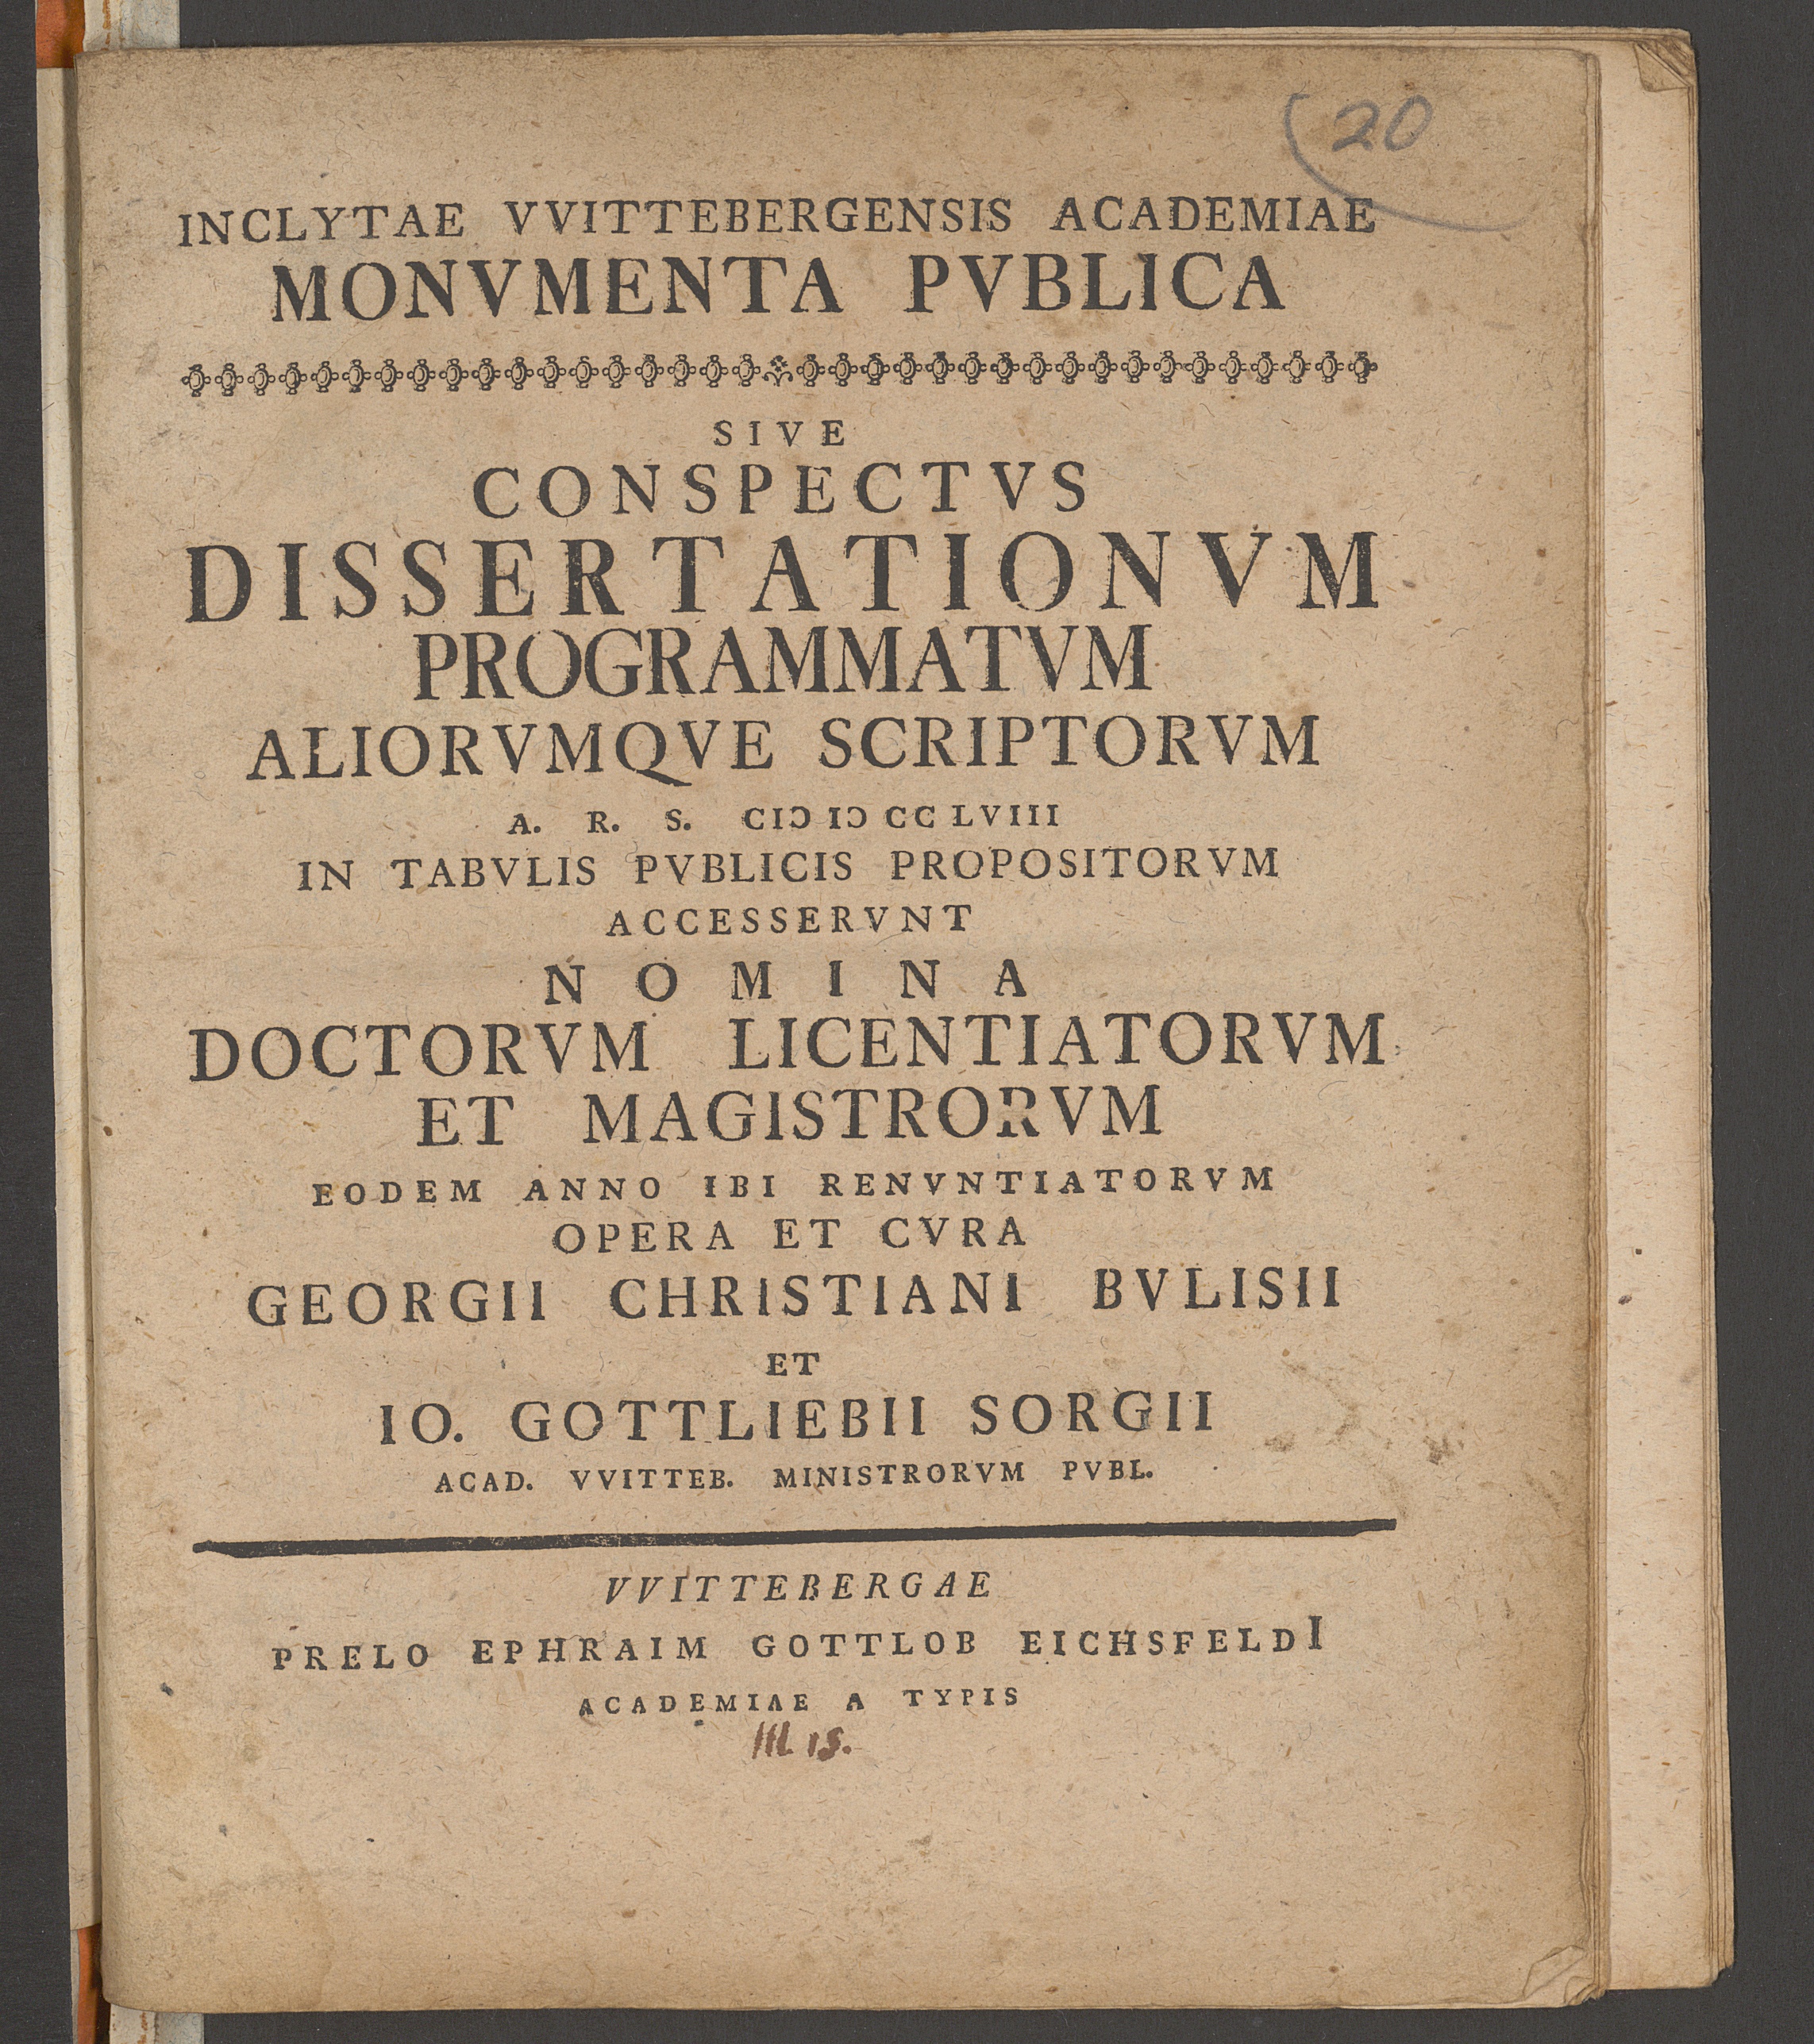 20
INCLYTAE VVITTEBERGENSIS ACADEMIAE
MONVMENTA PVBLICA
SIVE
CONSPECTVS
DISSERTATIONVM
PROGRAMMATVM
ALIORVMQVE SCRIPTORVM
A. R. S. CIↃ IↃ CC LVIII
IN TABVLIS PVBLICIS PROPOSITORVM
ACCESSERVNT
NOMINA
DOCTORVM LICENTIATORVM
ET MAGISTRORVM
EODEM ANNO IBI RENVNTIATORVM
OPERA ET CVRA
GEORGII CHRISTIANI BVLISII
ET
IO. GOTTLIEBII SORGII
ACAD. VVITTEB. MINISTRORVM PVBL.
VVITTEBERGAE
PRELO EPHRAIM GOTTLOB EICHSFELDI
ACADEMIAE A TYPIS